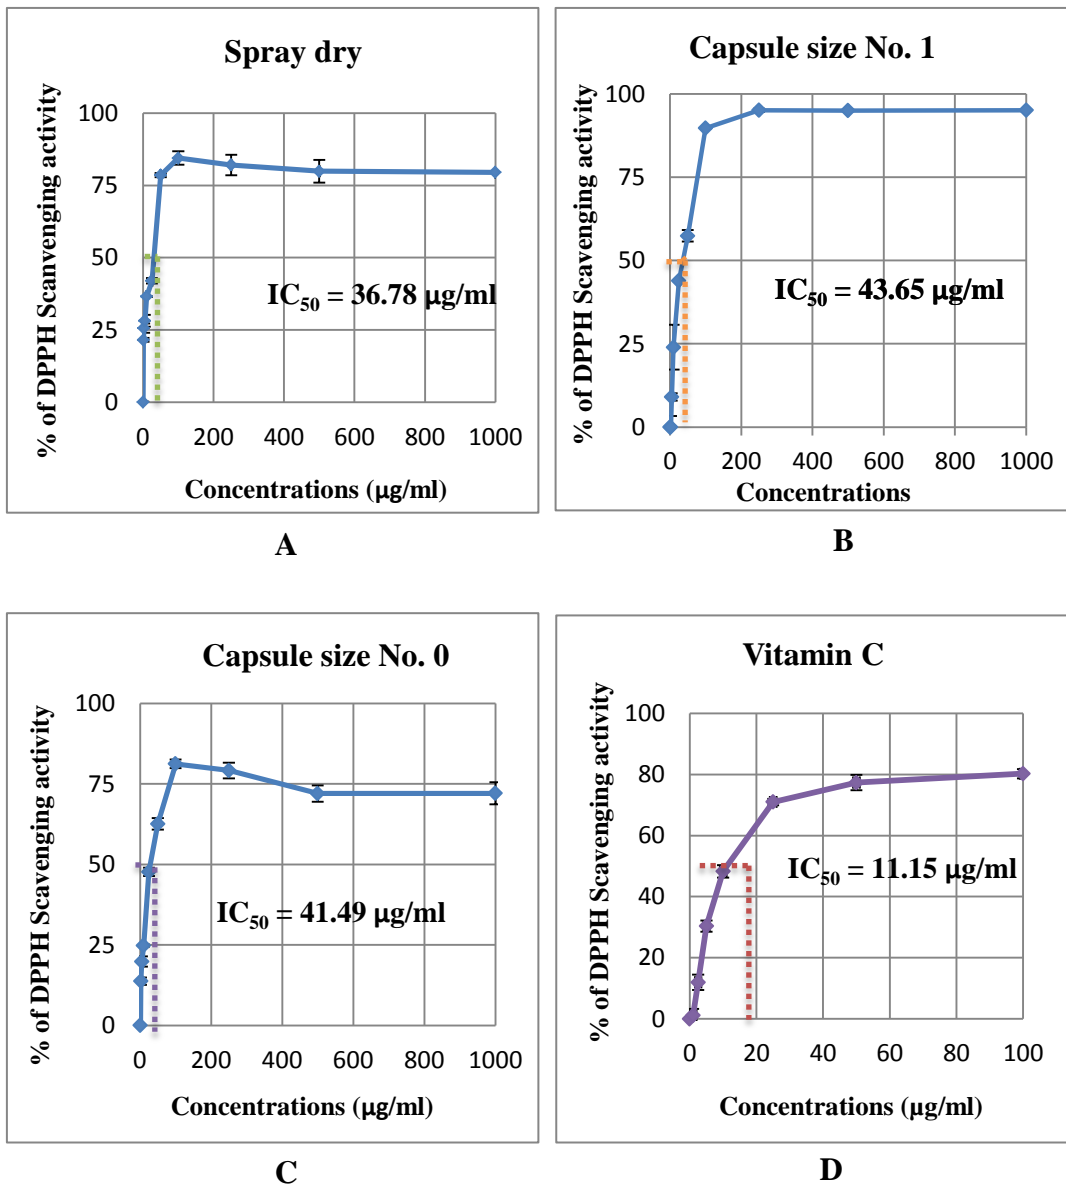 Spray dry
% of DPPH Scanvenging activity
100
75
50
25
0
IC₅₀ = 36.78 µg/ml
0 200 400 600 800 1000
Concentrations (µg/ml)
A
Capsule size No. 1
% of DPPH Scavenging activity
100
75
50
25
0
IC₅₀ = 43.65 µg/ml
0 200 400 600 800 1000
Concentrations
B
Capsule size No. 0
% of DPPH Scavenging activity
100
75
50
25
0
IC₅₀ = 41.49 µg/ml
0 200 400 600 800 1000
Concentrations (µg/ml)
C
Vitamin C
% of DPPH Scavenging activity
100
80
60
40
20
0
IC₅₀ = 11.15 µg/ml
0 20 40 60 80 100
Concentrations (µg/ml)
D